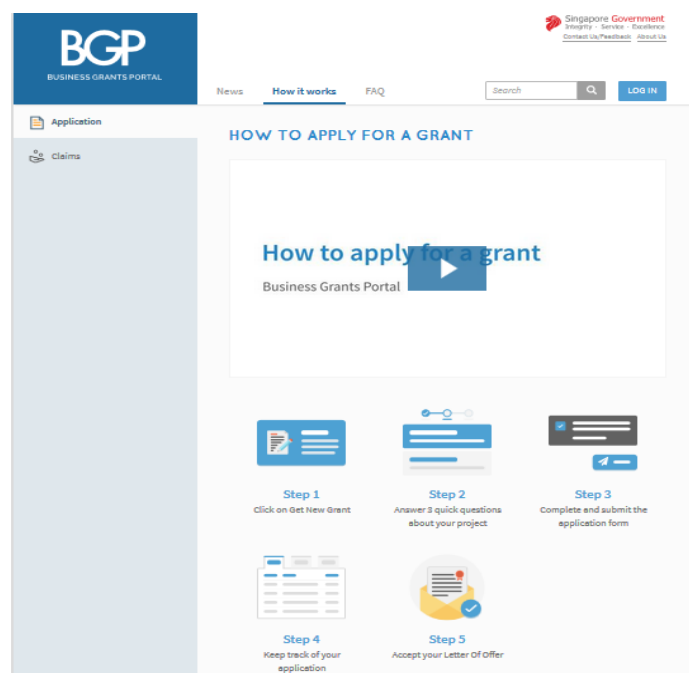 BGP
BUSINESS GRANTS PORTAL
Singapore Government
Integrity · Service · Excellence
Contact Us/Feedback About Us
News How it works FAQ Search LOG IN
Application
Claims
HOW TO APPLY FOR A GRANT
How to apply for a grant
Business Grants Portal
Step 1
Click on Get New Grant
Step 2
Answer 3 quick questions
about your project
Step 3
Complete and submit the
application form
Step 4
Keep track of your
application
Step 5
Accept your Letter Of Offer